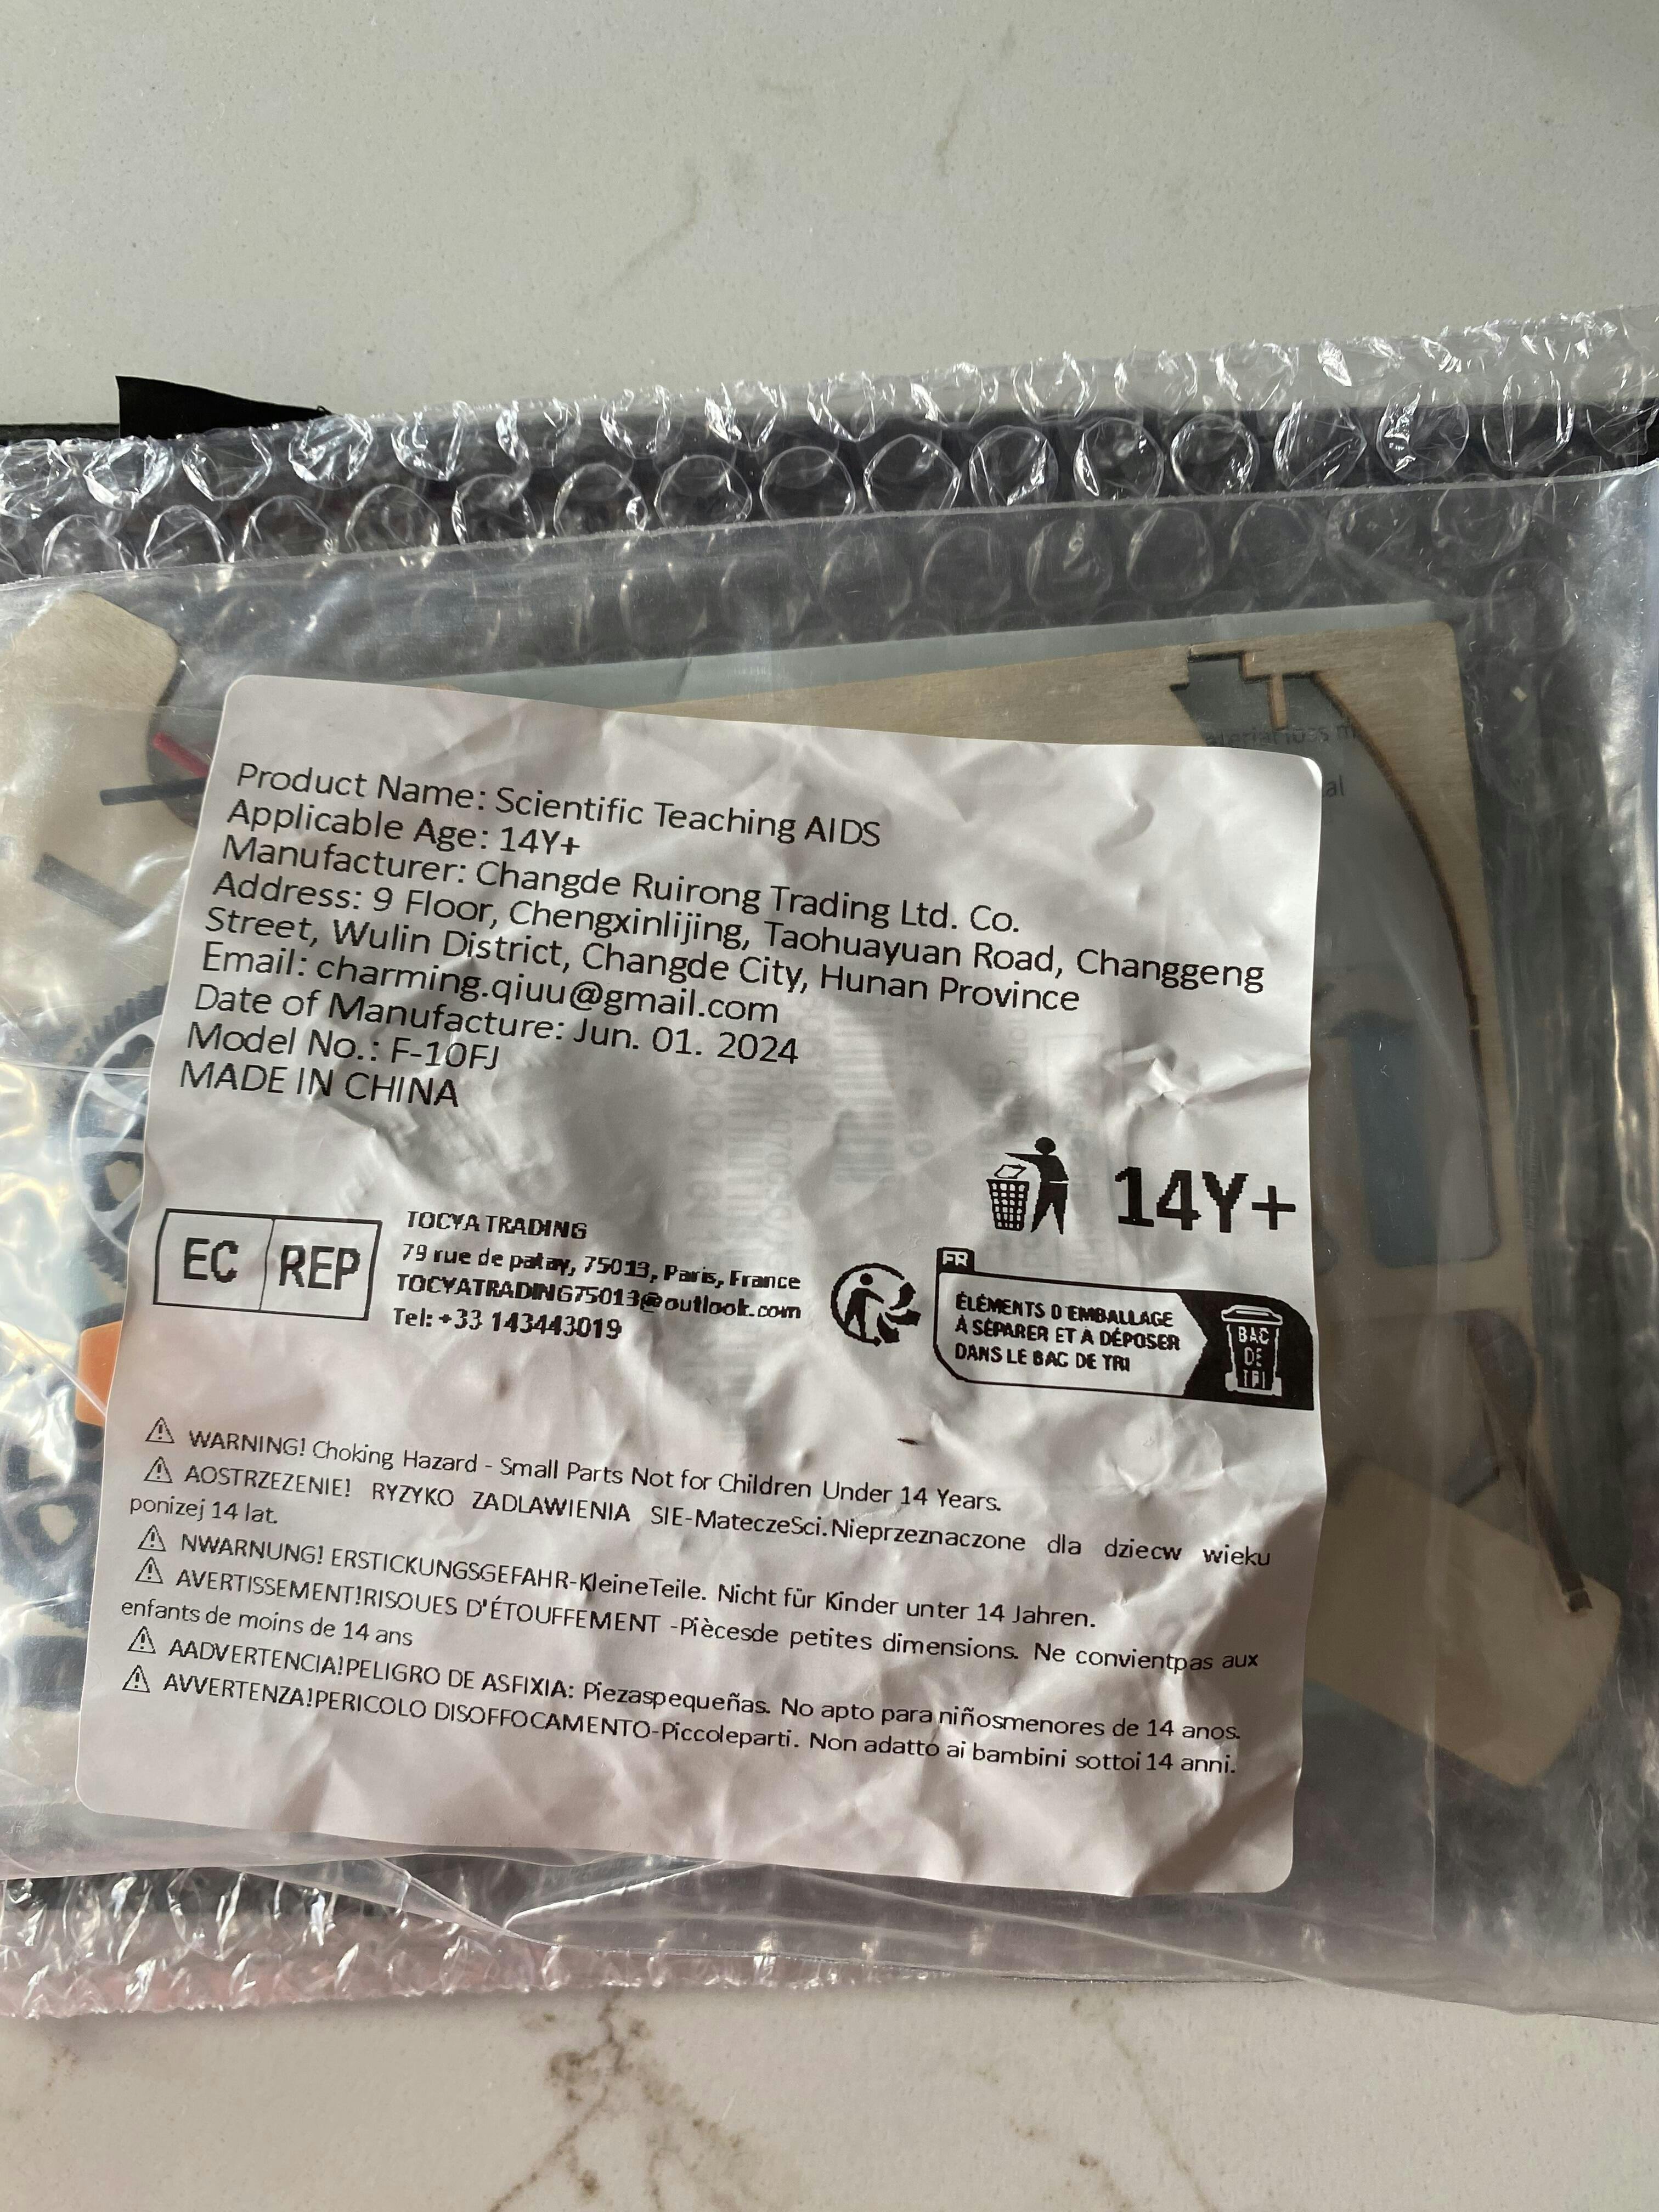 Product Name: Scientific Teaching AIDS
Applicable Age: 14Y+
Manufacturer: Changde Ruirong Trading Ltd. Co.
Address: 9 Floor, Chengxinlijing, Taohuayuan Road, Changgeng
Street, Wulin District, Changde City, Hunan Province
Email: charming.qiuu@gmail.com
Date of Manufacture: Jun. 01. 2024
Model No.: F-10FJ
MADE IN CHINA
14Y+
EC REP
TOCYA TRADING
79 rue de patay, 75013, Paris, France
TOCYATRADING75013@outlook.com
Tel: +33 143443019
FR
ÉLÉMENTS D'EMBALLAGE
À SÉPARER ET A DÉPOSER
DANS LE BAC DE TRI
BAC
DE
TRI
WARNING! Choking Hazard - Small Parts Not for Children Under 14 Years.
AOSTRZEZENIE! RYZYKO ZADLAWIENIA SIE-MateczeSci.Nieprzeznaczone dla dziecw wieku
ponizej 14 lat.
NWARNUNG! ERSTICKUNGSGEFAHR-KleineTeile. Nicht für Kinder unter 14 Jahren.
AVERTISSEMENT!RISOUES D'ÉTOUFFEMENT -Piècesde petites dimensions. Ne convientpas aux
enfants de moins de 14 ans
AADVERTENCIA!PELIGRO DE ASFIXIA: Piezaspequeñas. No apto para niñosmenores de 14 anos.
AVVERTENZA!PERICOLO DISOFFOCAMENTO-Piccoleparti. Non adatto ai bambini sottoi 14 anni.